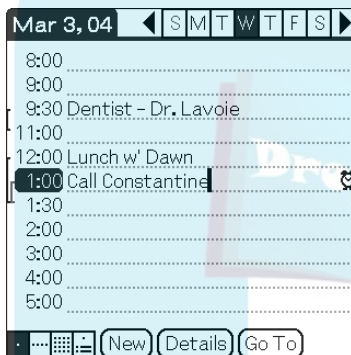 Mar 3, 04 S M T W T F S
8:00
9:00
9:30 Dentist - Dr. Lavoie
11:00
12:00 Lunch w' Dawn
1:00 Call Constantine
1:30
2:00
3:00
4:00
5:00
New Details Go To